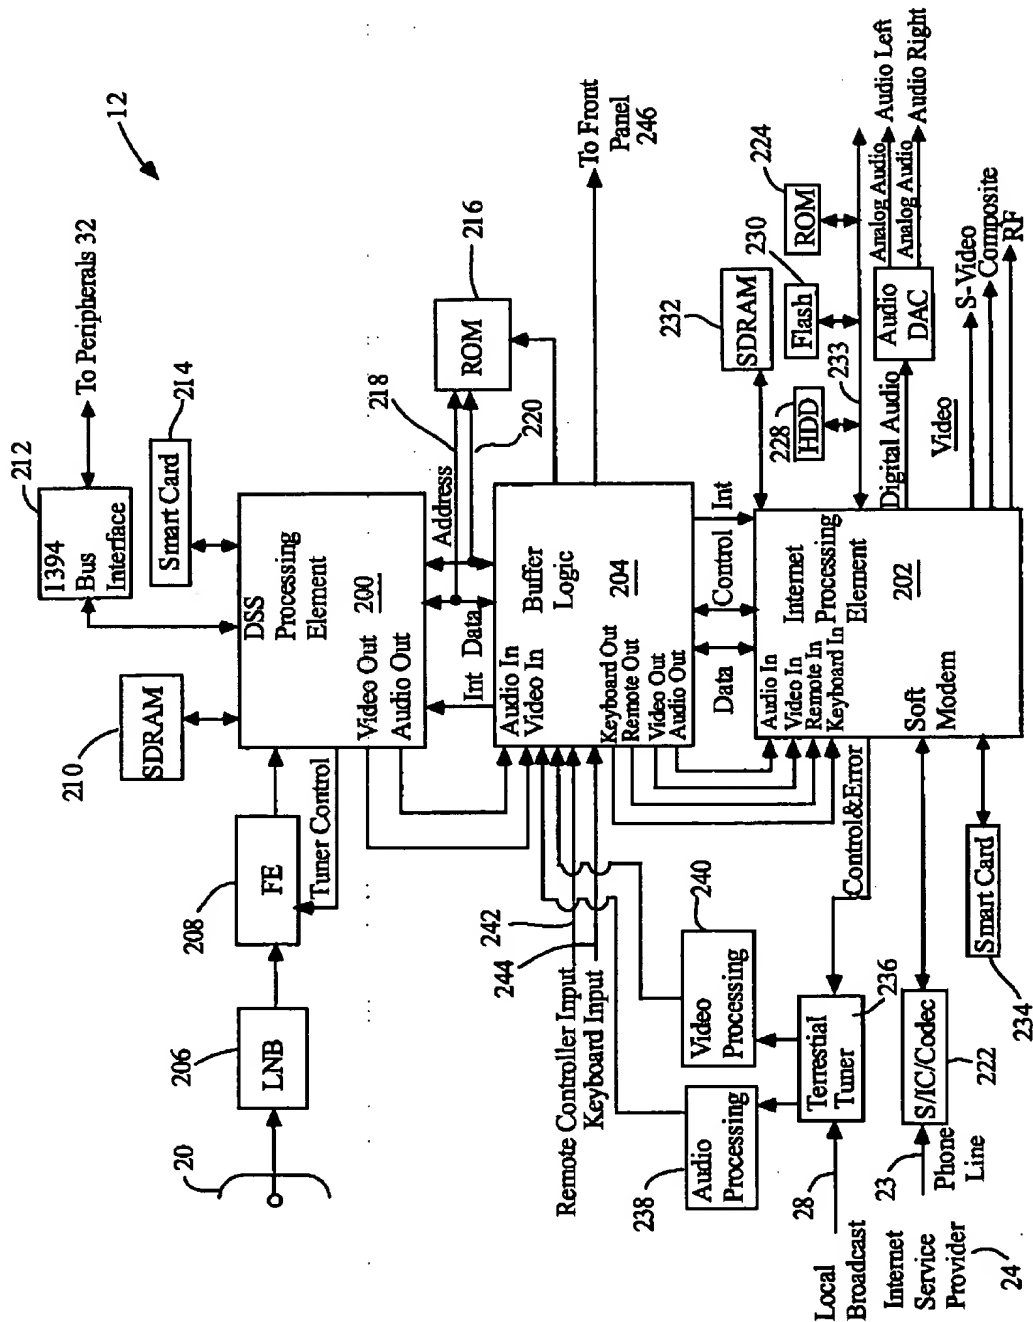 12
20
206
LNB
208
FE
Tuner Control
210
SDRAM
212
1394
Bus
Interface
To Peripherals 32
214
Smart Card
DSS
Processing
Element
200
Video Out
Audio Out
Int
Data
Address
218
220
216
ROM
Audio In
Video In
Buffer
Logic
204
Keyboard Out
Remote Out
Video Out
Audio Out
To Front
Panel
246
Remote Controller Input
Keyboard Input
242
244
Data
Control
Int
238
Audio
Processing
240
Video
Processing
Audio In
Video In
Remote In
Keyboard In
Internet
Processing
Element
202
Soft
Modem
232
SDRAM
228
HDD
230
Flash
224
ROM
233
Digital Audio
Audio
DAC
Analog Audio
Analog Audio
Audio Left
Audio Right
Video
S-Video
Composite
RF
Control&Error
Local
Broadcast
28
Terrestial
Tuner
236
Internet
Service
Provider
24
23
Phone
Line
S/IC/Codec
222
Smart Card
234